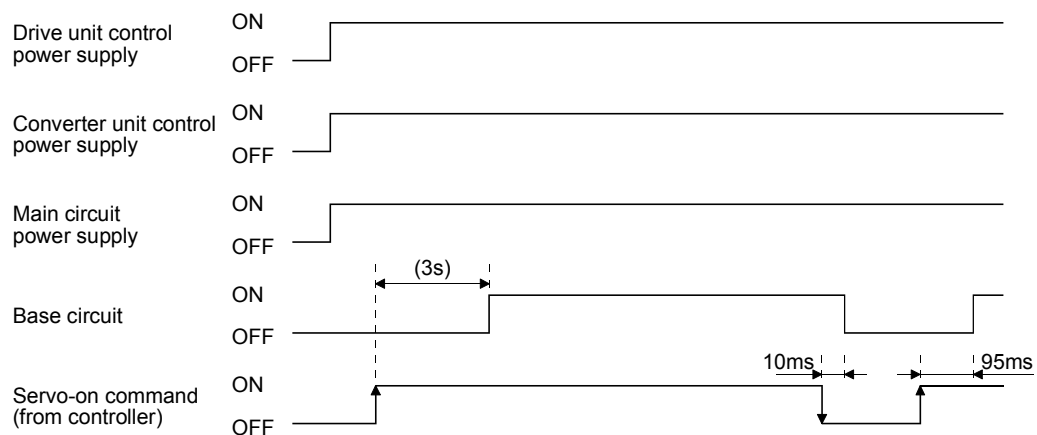 Drive unit control
power supply
ON
OFF
Converter unit control
power supply
ON
OFF
Main circuit
power supply
ON
OFF
(3s)
Base circuit
ON
OFF
10ms
95ms
Servo-on command
(from controller)
ON
OFF